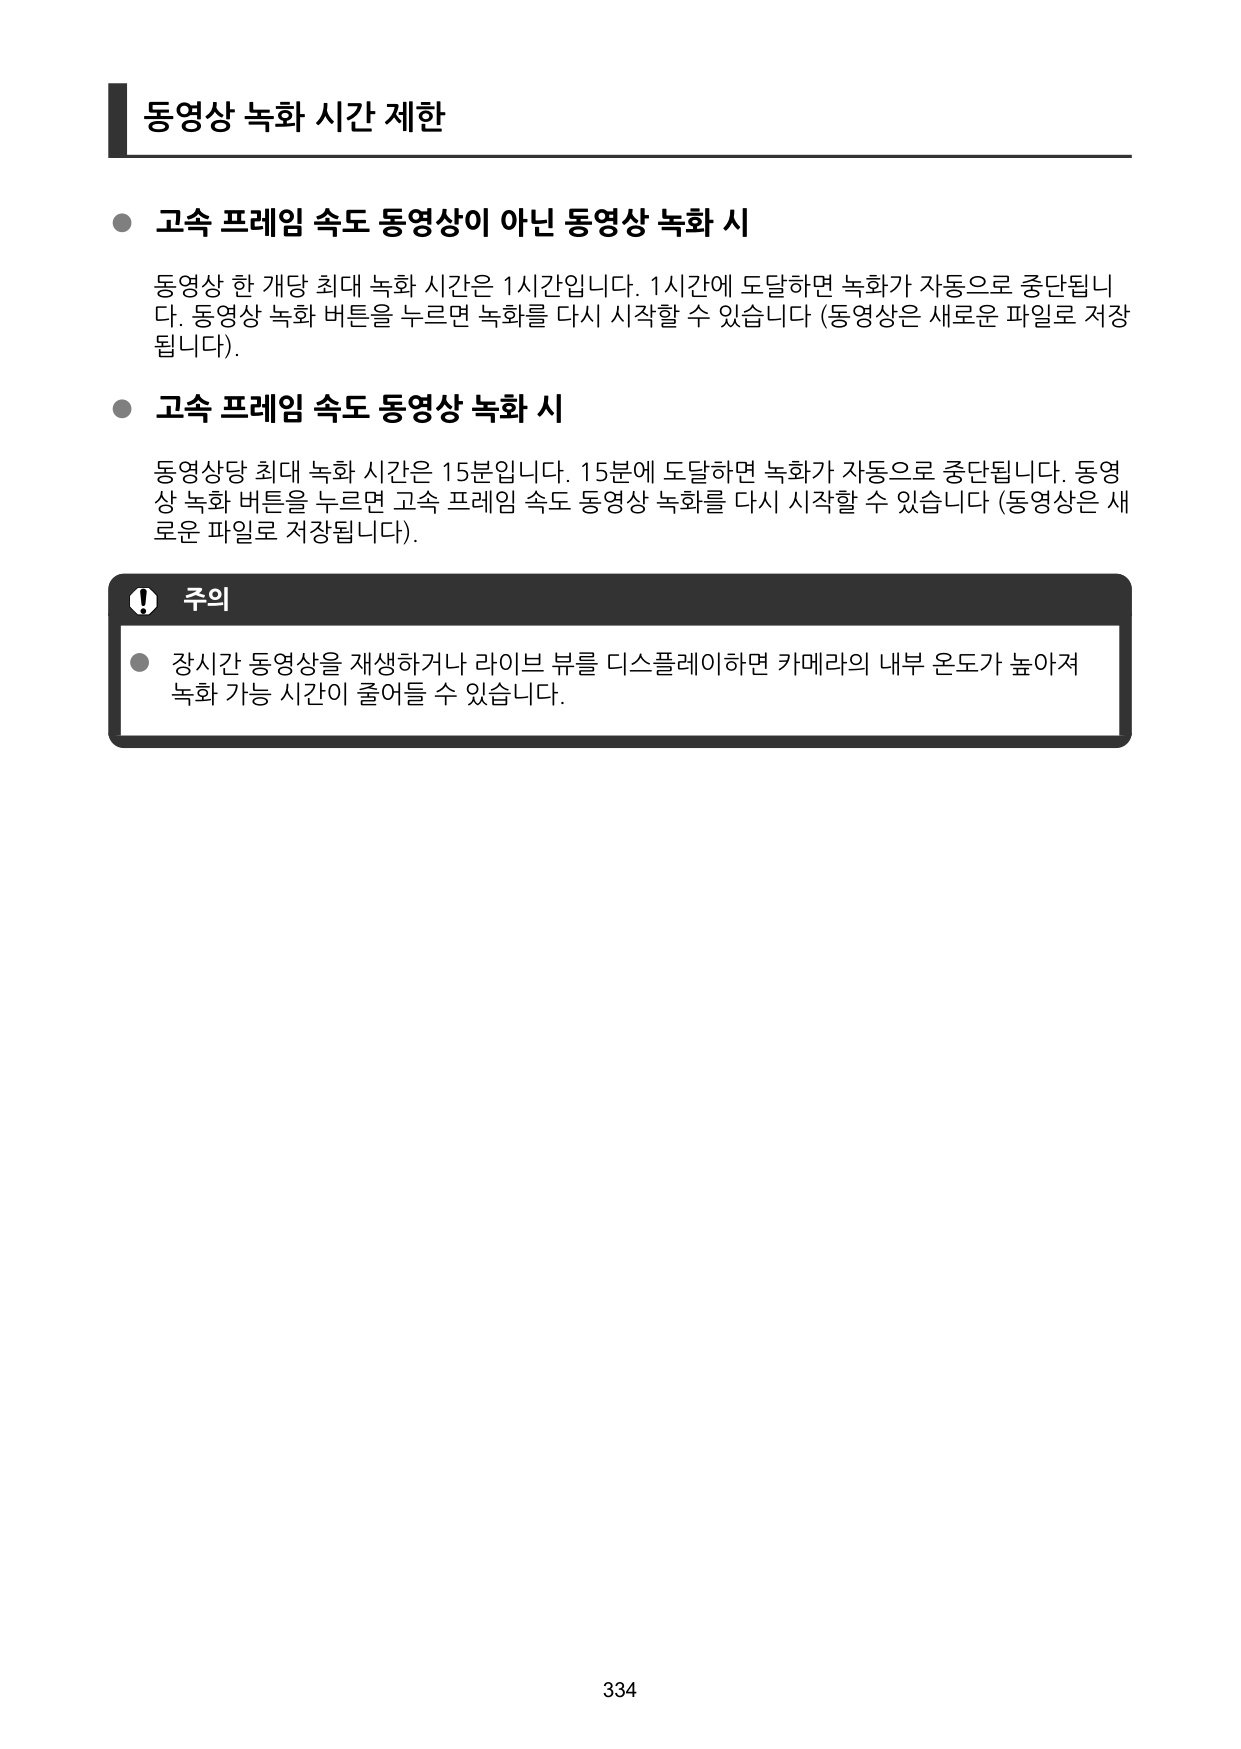 동영상 녹화 시간 제한
고속 프레임 속도 동영상이 아닌 동영상 녹화 시
동영상 한 개당 최대 녹화 시간은 1시간입니다. 1시간에 도달하면 녹화가 자동으로 중단됩니
다. 동영상 녹화 버튼을 누르면 녹화를 다시 시작할 수 있습니다 (동영상은 새로운 파일로 저장
됩니다).
고속 프레임 속도 동영상 녹화 시
동영상당 최대 녹화 시간은 15분입니다. 15분에 도달하면 녹화가 자동으로 중단됩니다. 동영
상 녹화 버튼을 누르면 고속 프레임 속도 동영상 녹화를 다시 시작할 수 있습니다 (동영상은 새
로운 파일로 저장됩니다).
주의
장시간 동영상을 재생하거나 라이브 뷰를 디스플레이하면 카메라의 내부 온도가 높아져
녹화 가능 시간이 줄어들 수 있습니다.
334